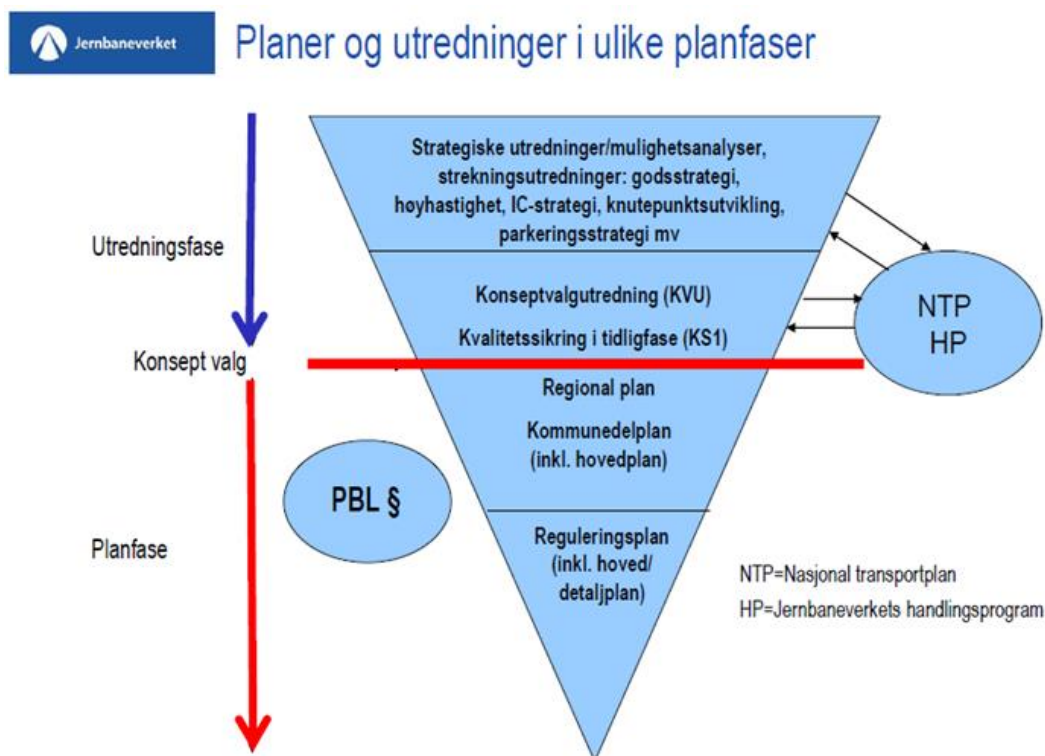 Jernbaneverket
Planer og utredninger i ulike planfaser
Strategiske utredninger/mulighetsanalyser,
strekningsutredninger: godsstrategi,
høyhastighet, IC-strategi, knutepunktsutvikling,
parkeringsstrategi mv
Utredningsfase
Konseptvalgutredning (KVU)
Kvalitetssikring i tidligfase (KS1)
NTP
HP
Konsept valg
Regional plan
Kommunedelplan
(inkl. hovedplan)
PBL §
Planfase
Reguleringsplan
(inkl. hoved/
detaljplan)
NTP=Nasjonal transportplan
HP=Jernbaneverkets handlingsprogram